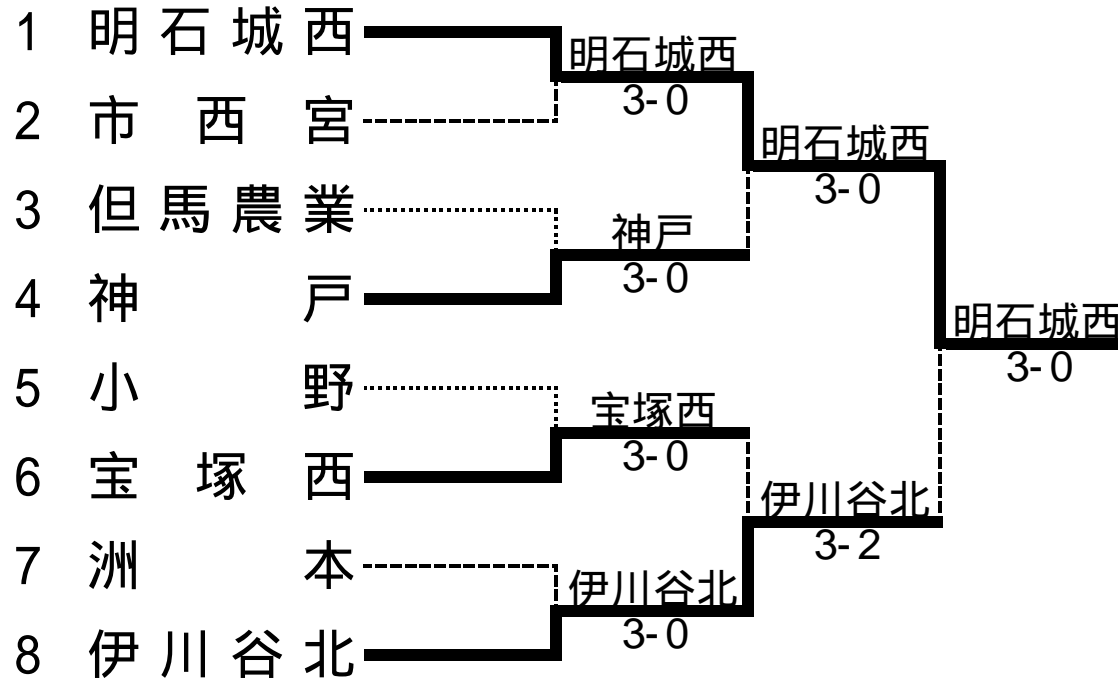 1 明石城西
2 市西宮
3 但馬農業
4 神戸
5 小野
6 宝塚西
7 洲本
8 伊川谷北
明石城西
3-0
神戸
3-0
宝塚西
3-0
伊川谷北
3-0
明石城西
3-0
伊川谷北
3-2
明石城西
3-0